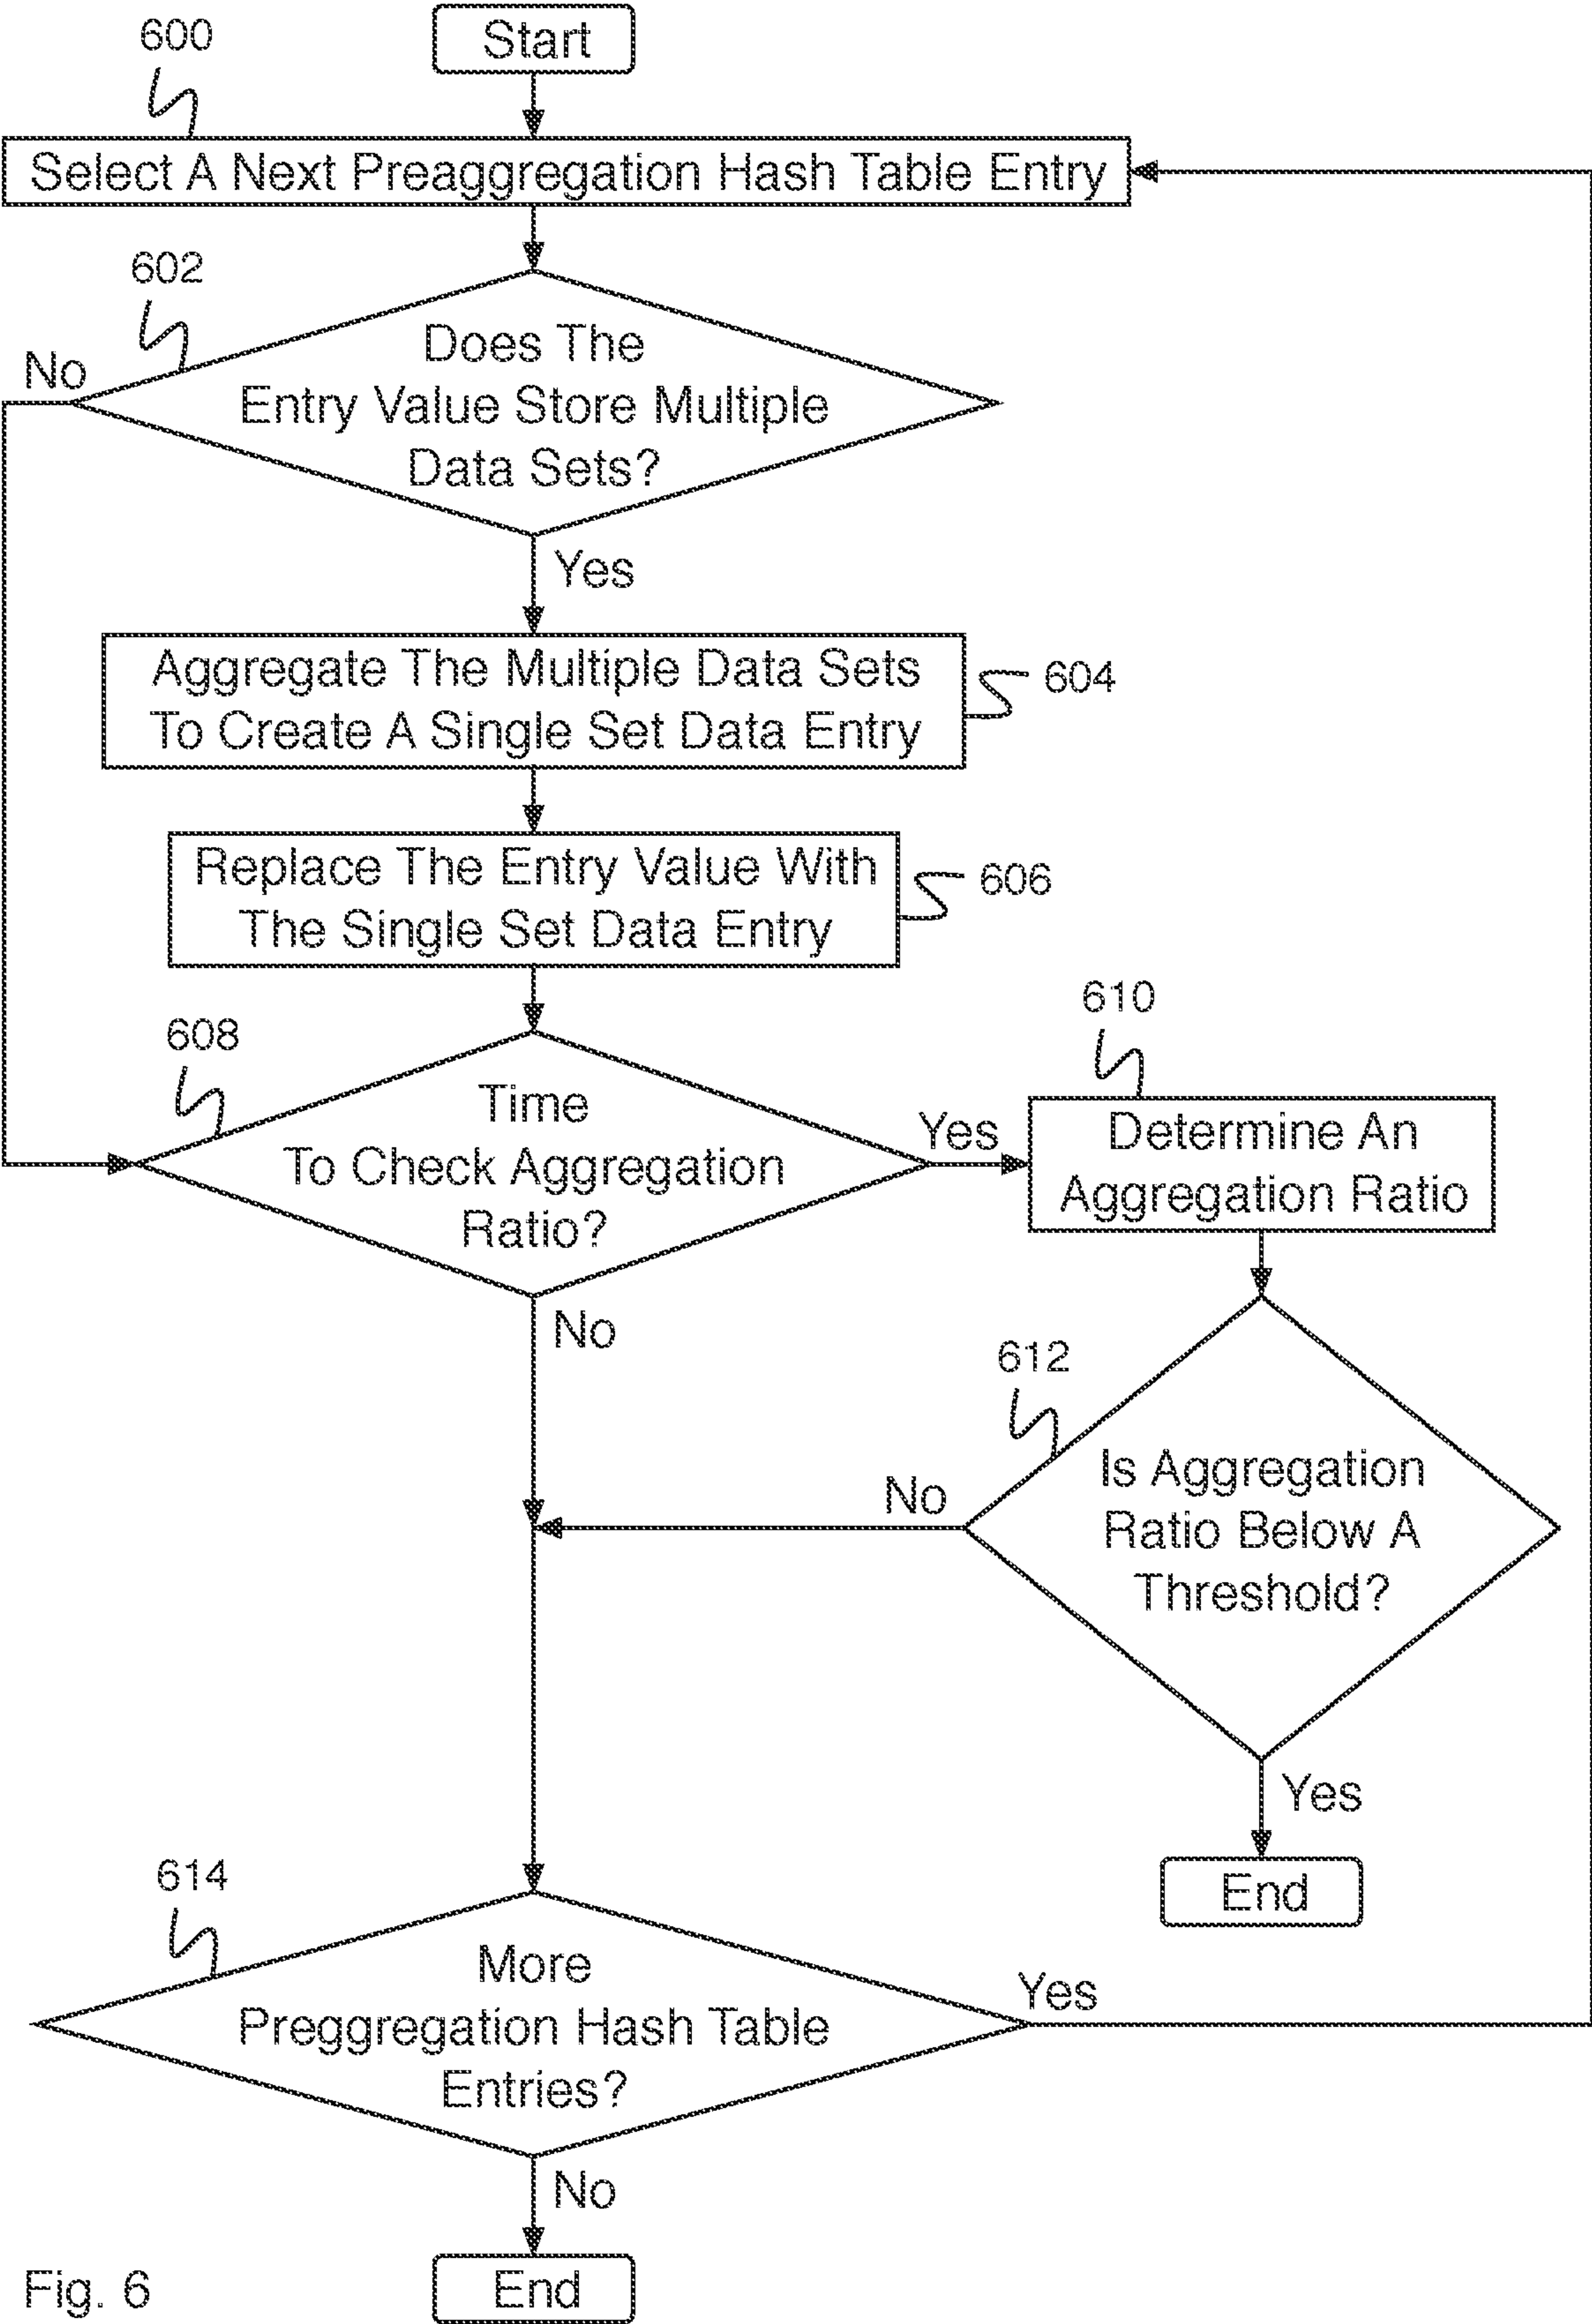 600
Start
Select A Next Preaggregation Hash Table Entry
602
No
Does The
Entry Value Store Multiple
Data Sets?
Yes
Aggregate The Multiple Data Sets
To Create A Single Set Data Entry
604
Replace The Entry Value With
The Single Set Data Entry
606
608
Time
To Check Aggregation
Ratio?
Yes
610
Determine An
Aggregation Ratio
No
612
Is Aggregation
Ratio Below A
Threshold?
No
Yes
End
614
More
Preggregation Hash Table
Entries?
Yes
No
End
Fig. 6